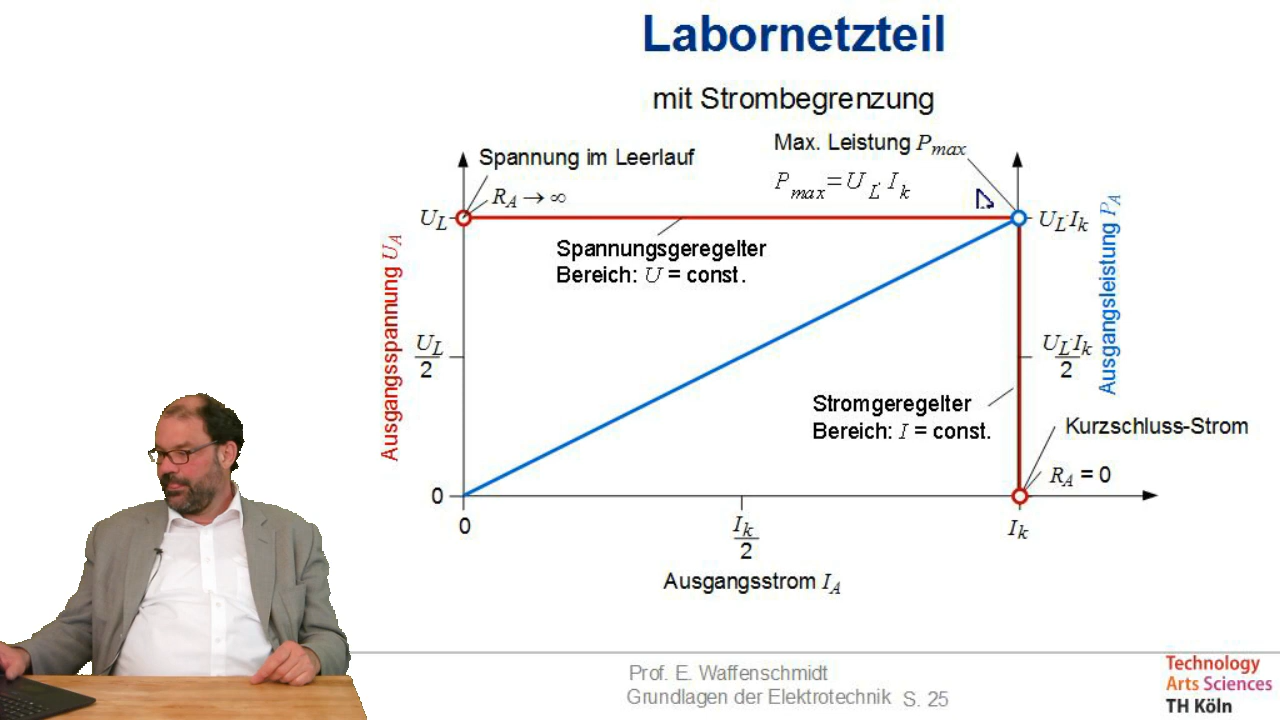 Labornetzteil
mit Strombegrenzung
Max. Leistung Pmax
Spannung im Leerlauf
RA → ∞
Pmax = UL · Ik
UL
UL·Ik
Spannungsgeregelter
Bereich: U = const.
Ausgangsspannung UA
Ausgangsleistung PA
UL
2
UL·Ik
2
Stromgeregelter
Bereich: I = const.
Kurzschluss-Strom
RA = 0
0
0
Ik
2
Ik
Ausgangsstrom IA
Prof. E. Waffenschmidt
Grundlagen der Elektrotechnik S. 25
Technology
Arts Sciences
TH Köln